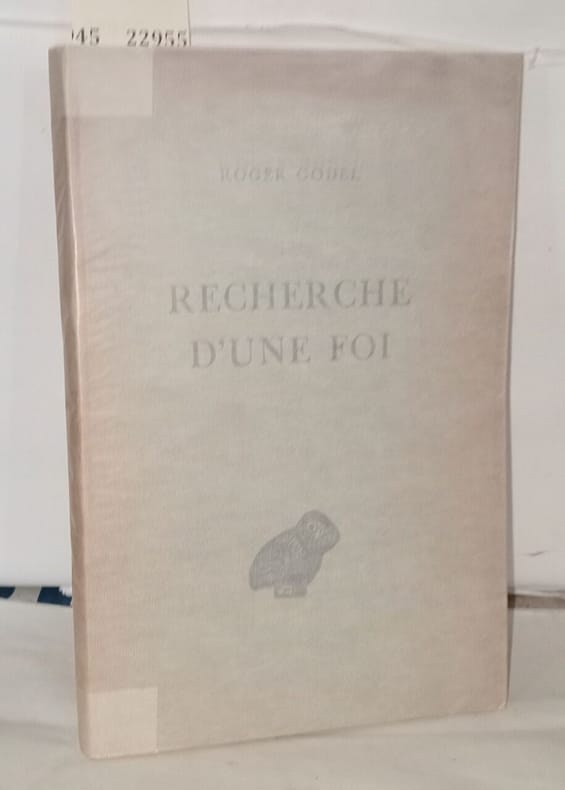 45 22955
ROGER GODEL
RECHERCHE
D'UNE FOI